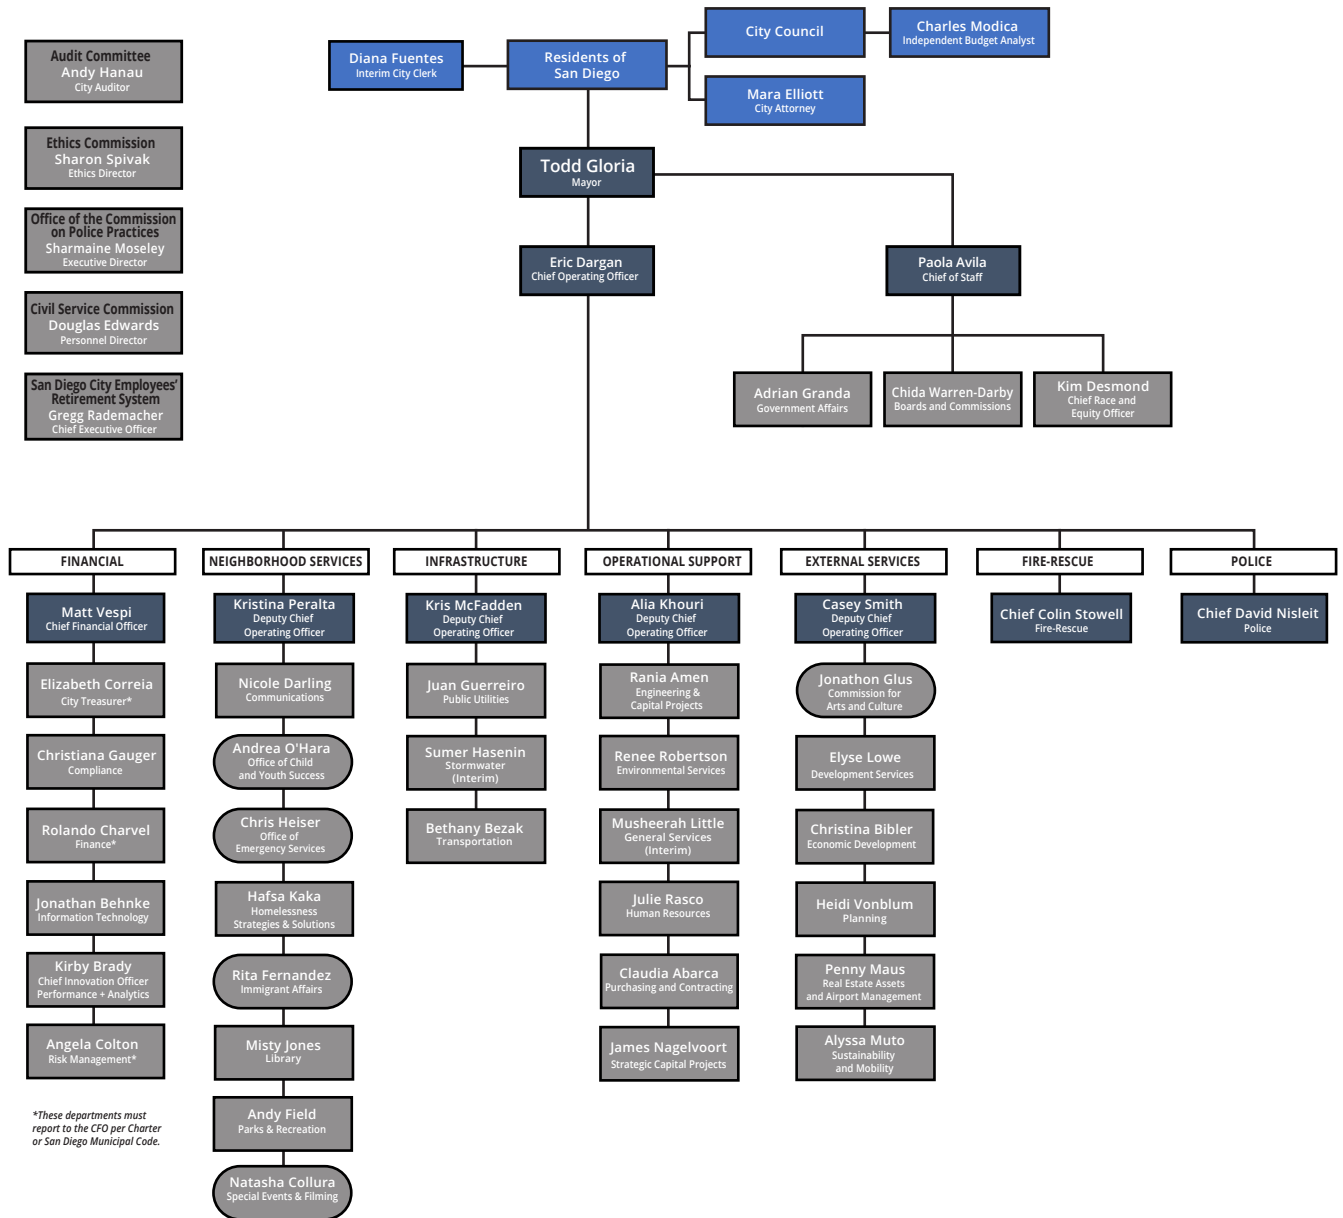 Audit Committee
Andy Hanau
City Auditor
Ethics Commission
Sharon Spivak
Ethics Director
Office of the Commission
on Police Practices
Sharmaine Moseley
Executive Director
Civil Service Commission
Douglas Edwards
Personnel Director
San Diego City Employees’
Retirement System
Gregg Rademacher
Chief Executive Officer
Diana Fuentes
Interim City Clerk
Residents of
San Diego
City Council
Charles Modica
Independent Budget Analyst
Mara Elliott
City Attorney
Todd Gloria
Mayor
Eric Dargan
Chief Operating Officer
Paola Avila
Chief of Staff
Adrian Granda
Government Affairs
Chida Warren-Darby
Boards and Commissions
Kim Desmond
Chief Race and
Equity Officer
FINANCIAL
Matt Vespi
Chief Financial Officer
Elizabeth Correia
City Treasurer*
Christiana Gauger
Compliance
Rolando Charvel
Finance*
Jonathan Behnke
Information Technology
Kirby Brady
Chief Innovation Officer
Performance + Analytics
Angela Colton
Risk Management*
*These departments must
report to the CFO per Charter
or San Diego Municipal Code.
NEIGHBORHOOD SERVICES
Kristina Peralta
Deputy Chief
Operating Officer
Nicole Darling
Communications
Andrea O'Hara
Office of Child
and Youth Success
Chris Heiser
Office of
Emergency Services
Hafsa Kaka
Homelessness
Strategies & Solutions
Rita Fernandez
Immigrant Affairs
Misty Jones
Library
Andy Field
Parks & Recreation
Natasha Collura
Special Events & Filming
INFRASTRUCTURE
Kris McFadden
Deputy Chief
Operating Officer
Juan Guerreiro
Public Utilities
Sumer Hasenin
Stormwater
(Interim)
Bethany Bezak
Transportation
OPERATIONAL SUPPORT
Alia Khouri
Deputy Chief
Operating Officer
Rania Amen
Engineering &
Capital Projects
Renee Robertson
Environmental Services
Musheerah Little
General Services
(Interim)
Julie Rasco
Human Resources
Claudia Abarca
Purchasing and Contracting
James Nagelvoort
Strategic Capital Projects
EXTERNAL SERVICES
Casey Smith
Deputy Chief
Operating Officer
Jonathon Glus
Commission for
Arts and Culture
Elyse Lowe
Development Services
Christina Bibler
Economic Development
Heidi Vonblum
Planning
Penny Maus
Real Estate Assets
and Airport Management
Alyssa Muto
Sustainability
and Mobility
FIRE-RESCUE
Chief Colin Stowell
Fire-Rescue
POLICE
Chief David Nisleit
Police